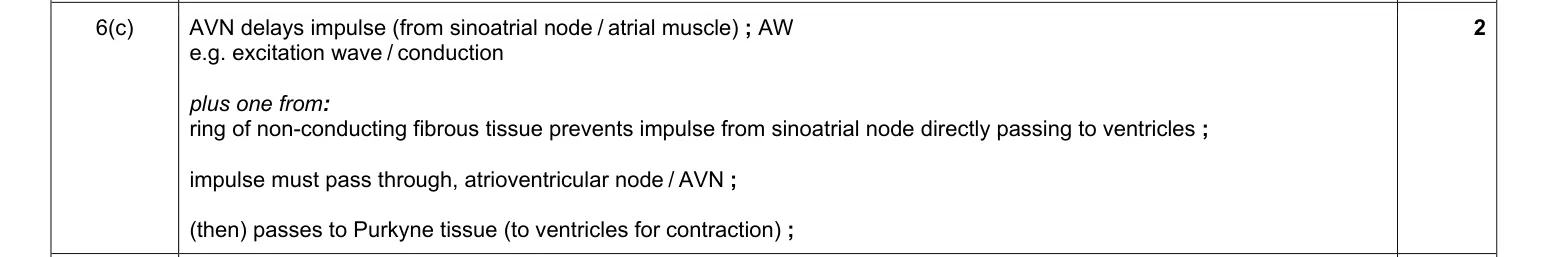 6(c)
AVN delays impulse (from sinoatrial node / atrial muscle) ; AW
2
e.g. excitation wave / conduction
plus one from:
ring of non-conducting fibrous tissue prevents impulse from sinoatrial node directly passing to ventricles ;
impulse must pass through, atrioventricular node / AVN ;
(then) passes to Purkyne tissue (to ventricles for contraction) ;